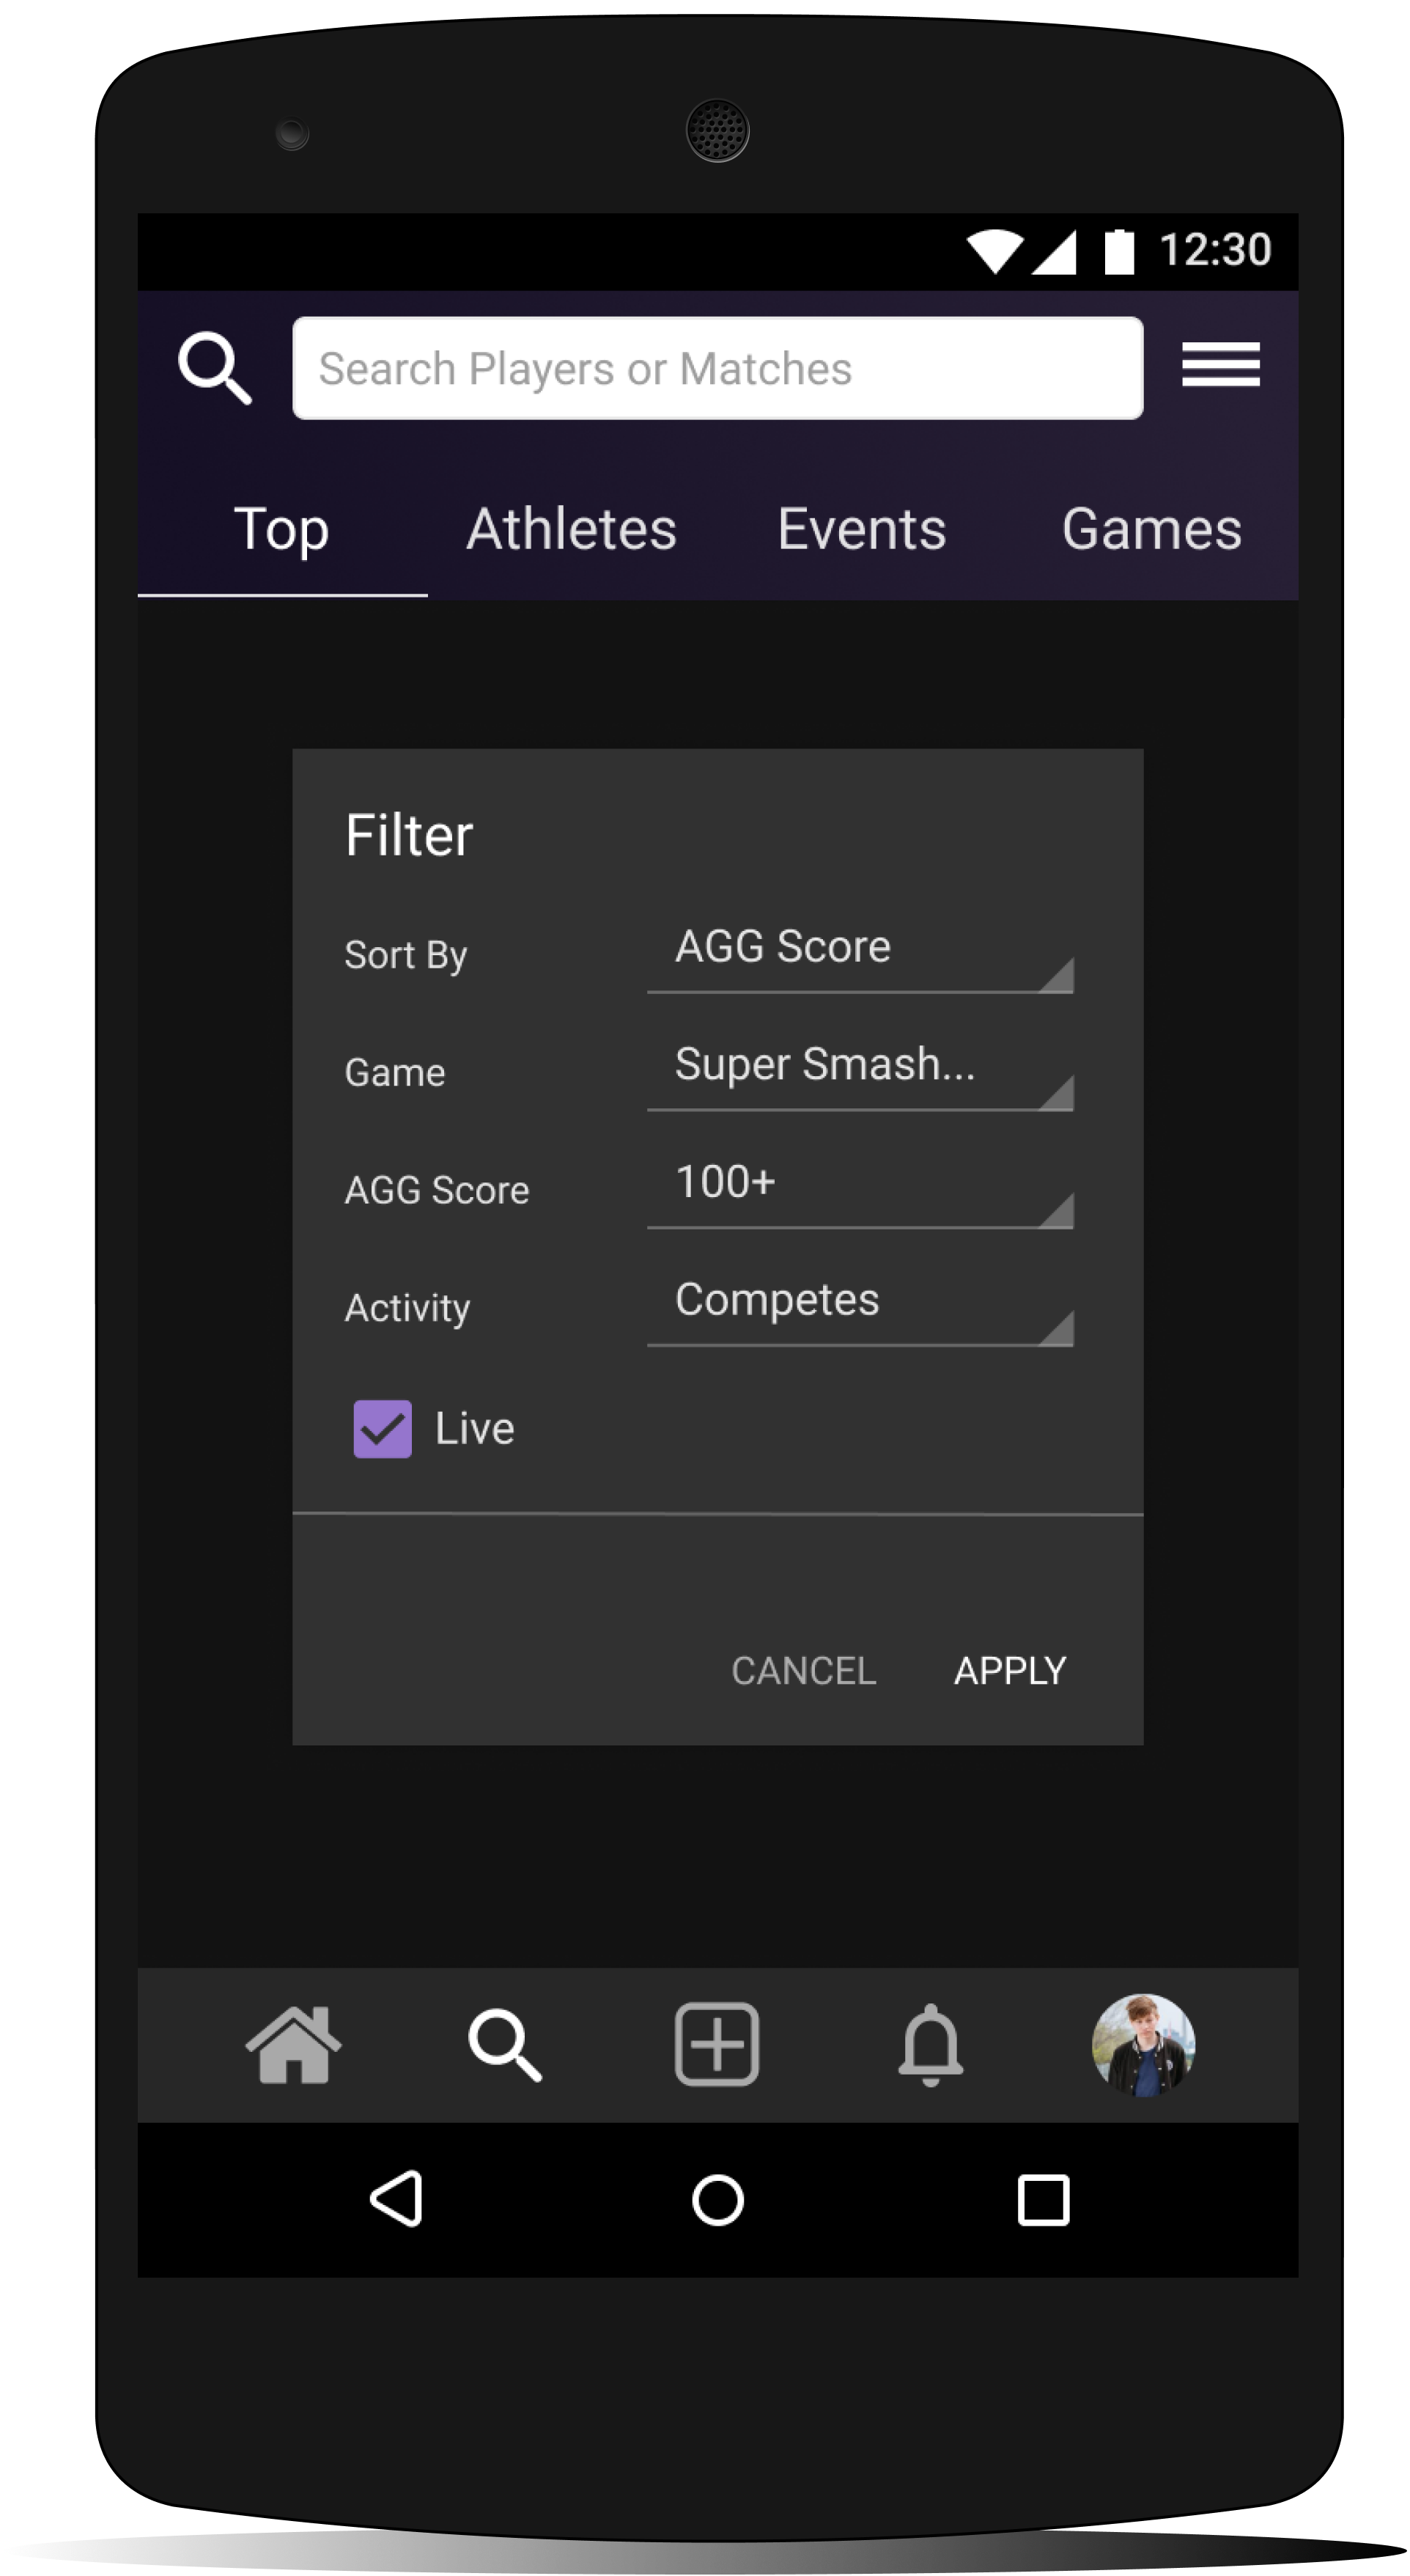 12:30
Search Players or Matches
Top Athletes Events Games
Filter
Sort By AGG Score
Game Super Smash...
AGG Score 100+
Activity Competes
Live
CANCEL APPLY